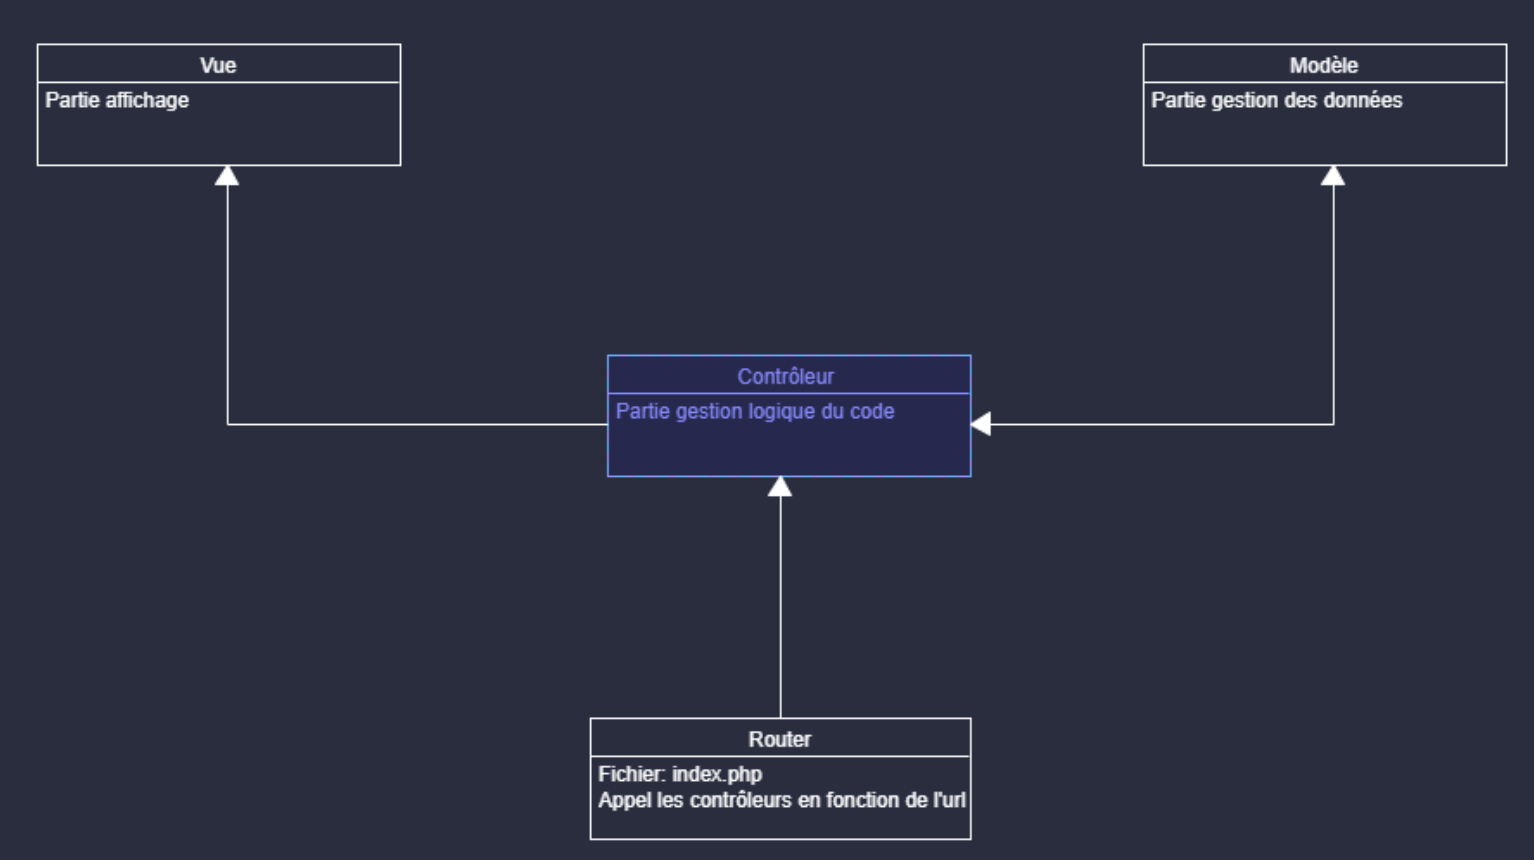 Vue
Partie affichage
Modèle
Partie gestion des données
Contrôleur
Partie gestion logique du code
Router
Fichier: index.php
Appel les contrôleurs en fonction de l'url